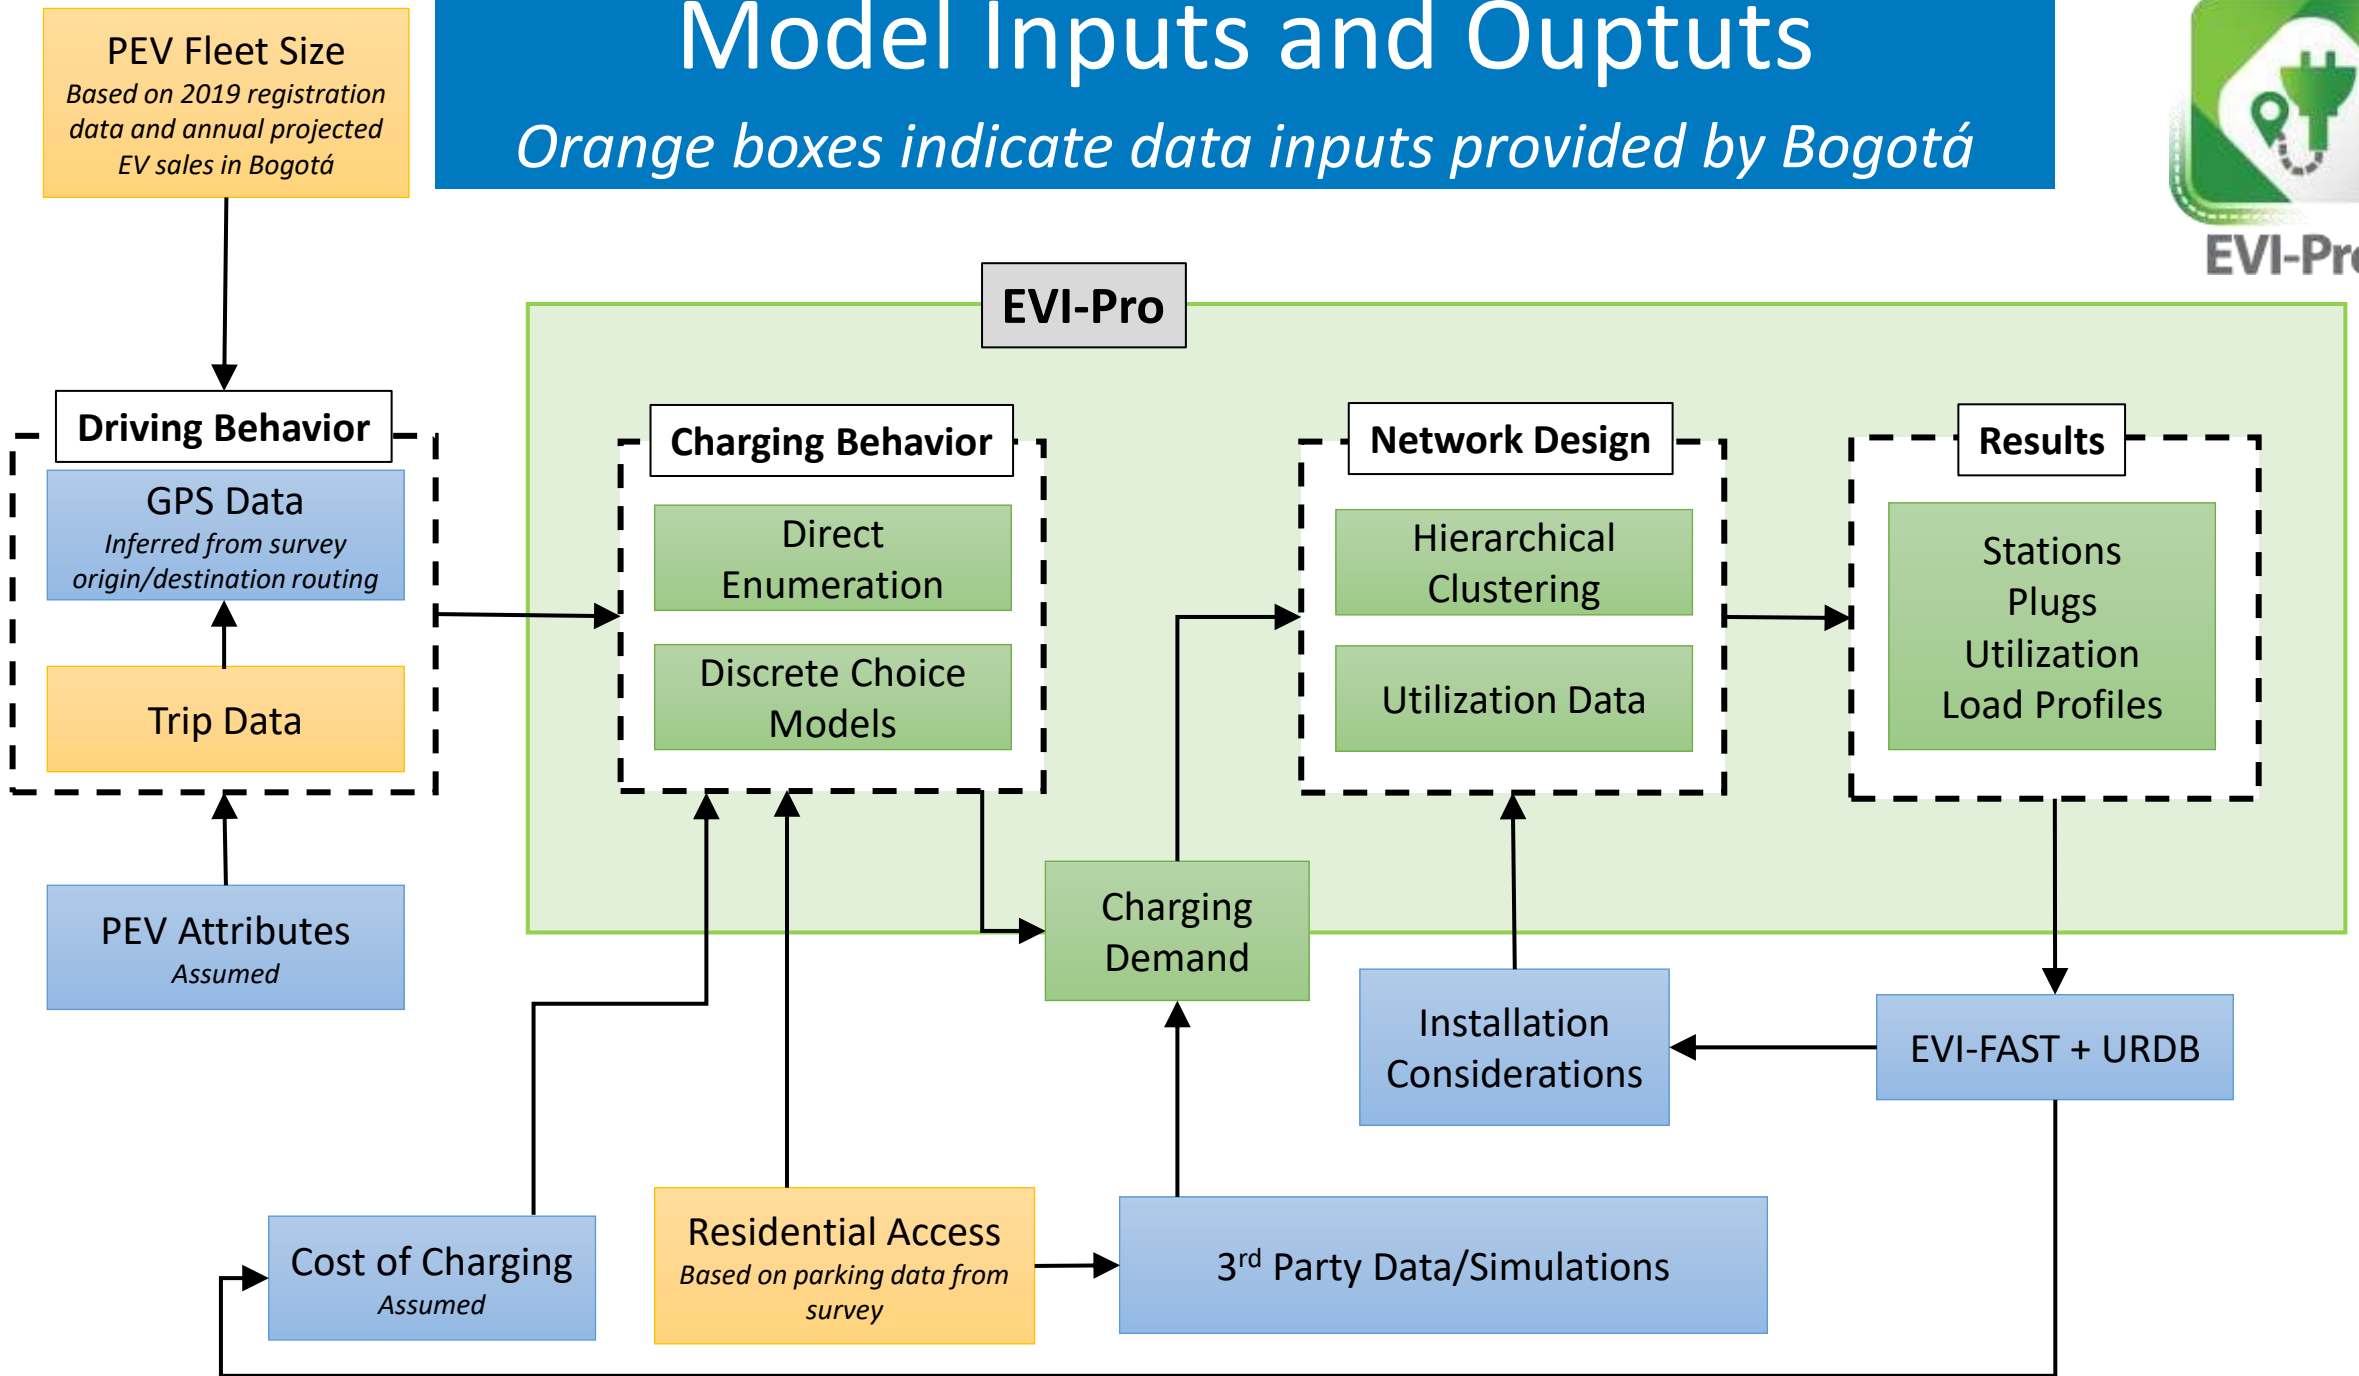 Model Inputs and Ouptuts
Orange boxes indicate data inputs provided by Bogotá
PEV Fleet Size
Based on 2019 registration
data and annual projected
EV sales in Bogotá
EVI-Pro
EVI-Pro
Driving Behavior
GPS Data
Inferred from survey
origin/destination routing
Trip Data
PEV Attributes
Assumed
Charging Behavior
Direct
Enumeration
Discrete Choice
Models
Network Design
Hierarchical
Clustering
Utilization Data
Results
Stations
Plugs
Utilization
Load Profiles
Charging
Demand
Installation
Considerations
EVI-FAST + URDB
Cost of Charging
Assumed
Residential Access
Based on parking data from
survey
3rd Party Data/Simulations